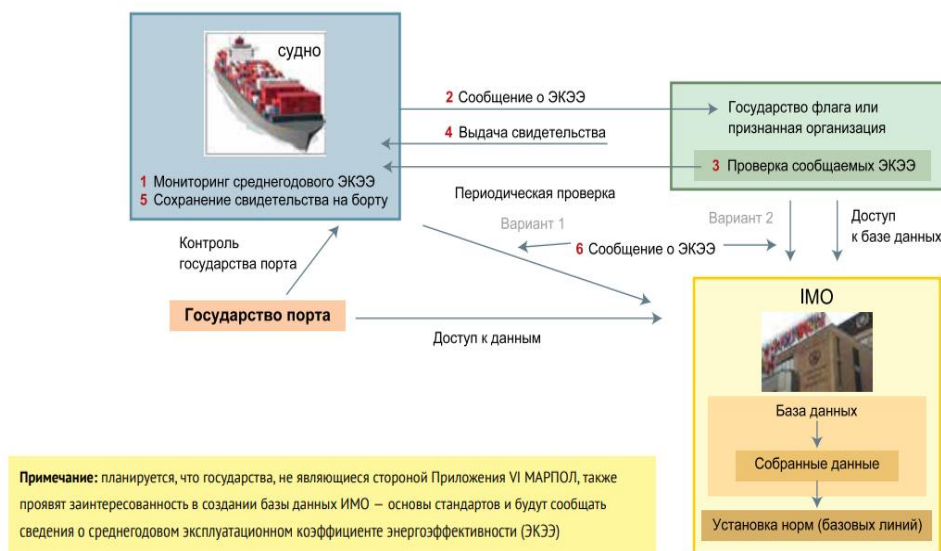 судно
1 Мониторинг среднегодового ЭКЭЭ
5 Сохранение свидетельства на борту
2 Сообщение о ЭКЭЭ
4 Выдача свидетельства
Государство флага или
признанная организация
3 Проверка сообщаемых ЭКЭЭ
Периодическая проверка
Вариант 1
Вариант 2
6 Сообщение о ЭКЭЭ
Доступ
к базе данных
Контроль
государства порта
Государство порта
Доступ к данным
IMO
База данных
Собранные данные
Установка норм (базовых линий)
Примечание: планируется, что государства, не являющиеся стороной Приложения VI МАРПОЛ, также
проявят заинтересованность в создании базы данных ИМО — основы стандартов и будут сообщать
сведения о среднегодовом эксплуатационном коэффициенте энергоэффективности (ЭКЭЭ)